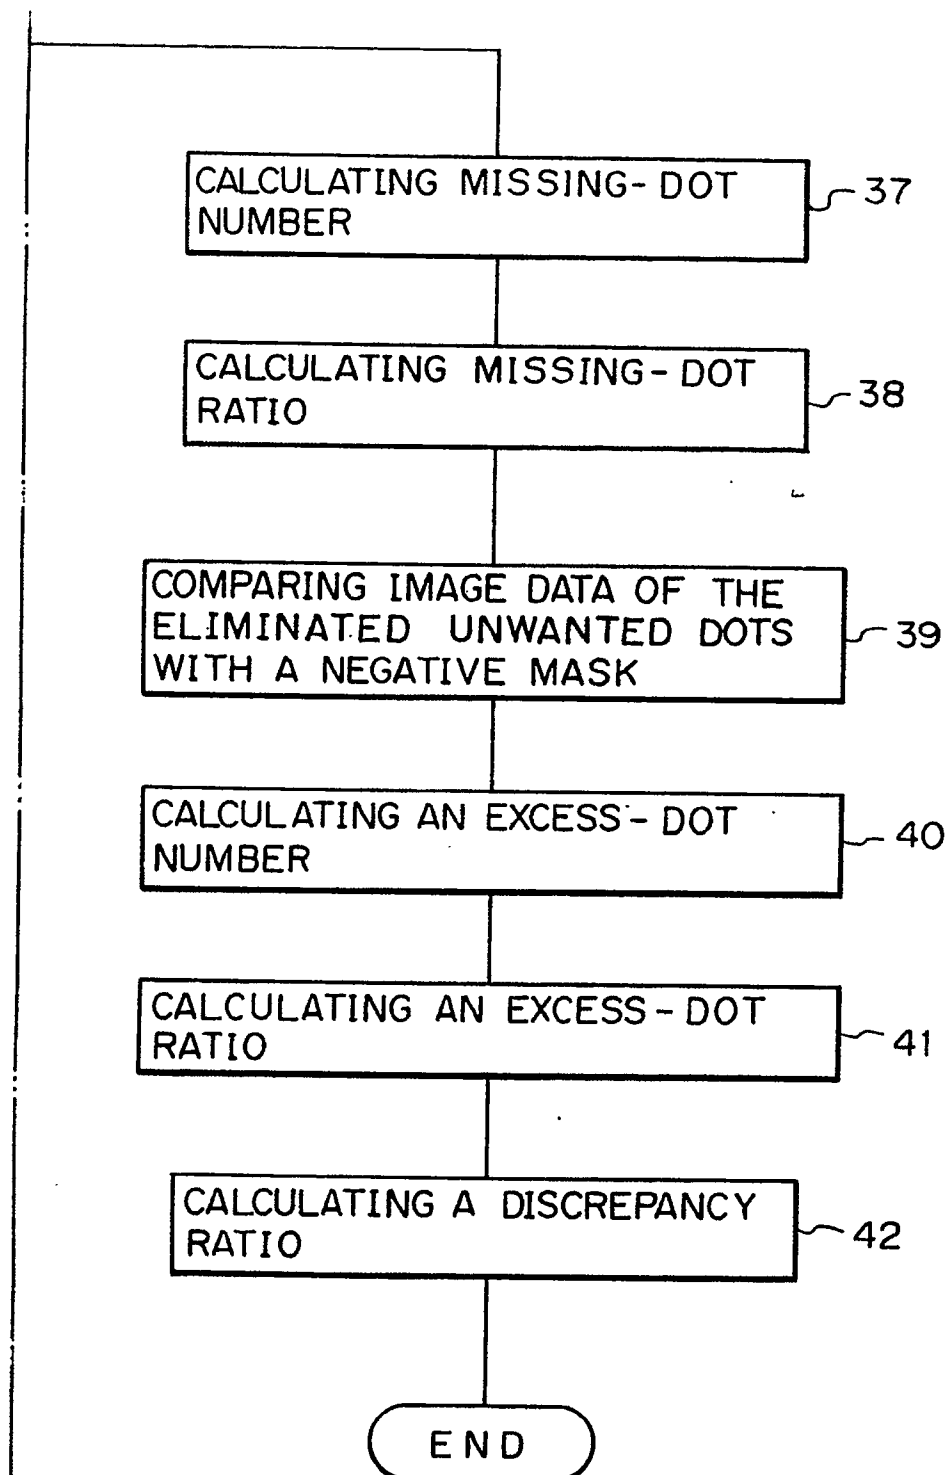 CALCULATING MISSING-DOT
NUMBER
37
CALCULATING MISSING-DOT
RATIO
38
COMPARING IMAGE DATA OF THE
ELIMINATED UNWANTED DOTS
WITH A NEGATIVE MASK
39
CALCULATING AN EXCESS-DOT
NUMBER
40
CALCULATING AN EXCESS-DOT
RATIO
41
CALCULATING A DISCREPANCY
RATIO
42
END